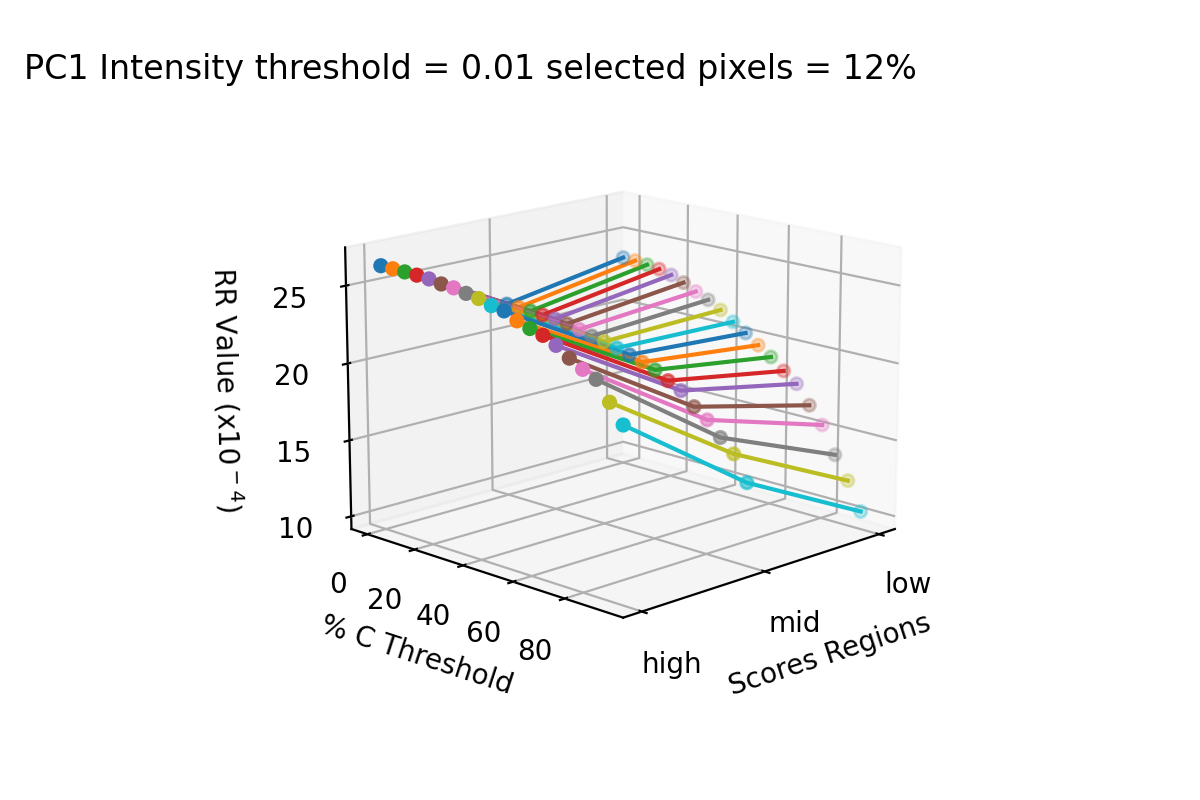 PC1 Intensity threshold = 0.01 selected pixels = 12%
RR Value (x10⁻⁴)
25
20
15
10
0
20
40
60
80
% C Threshold
high
mid
low
Scores Regions